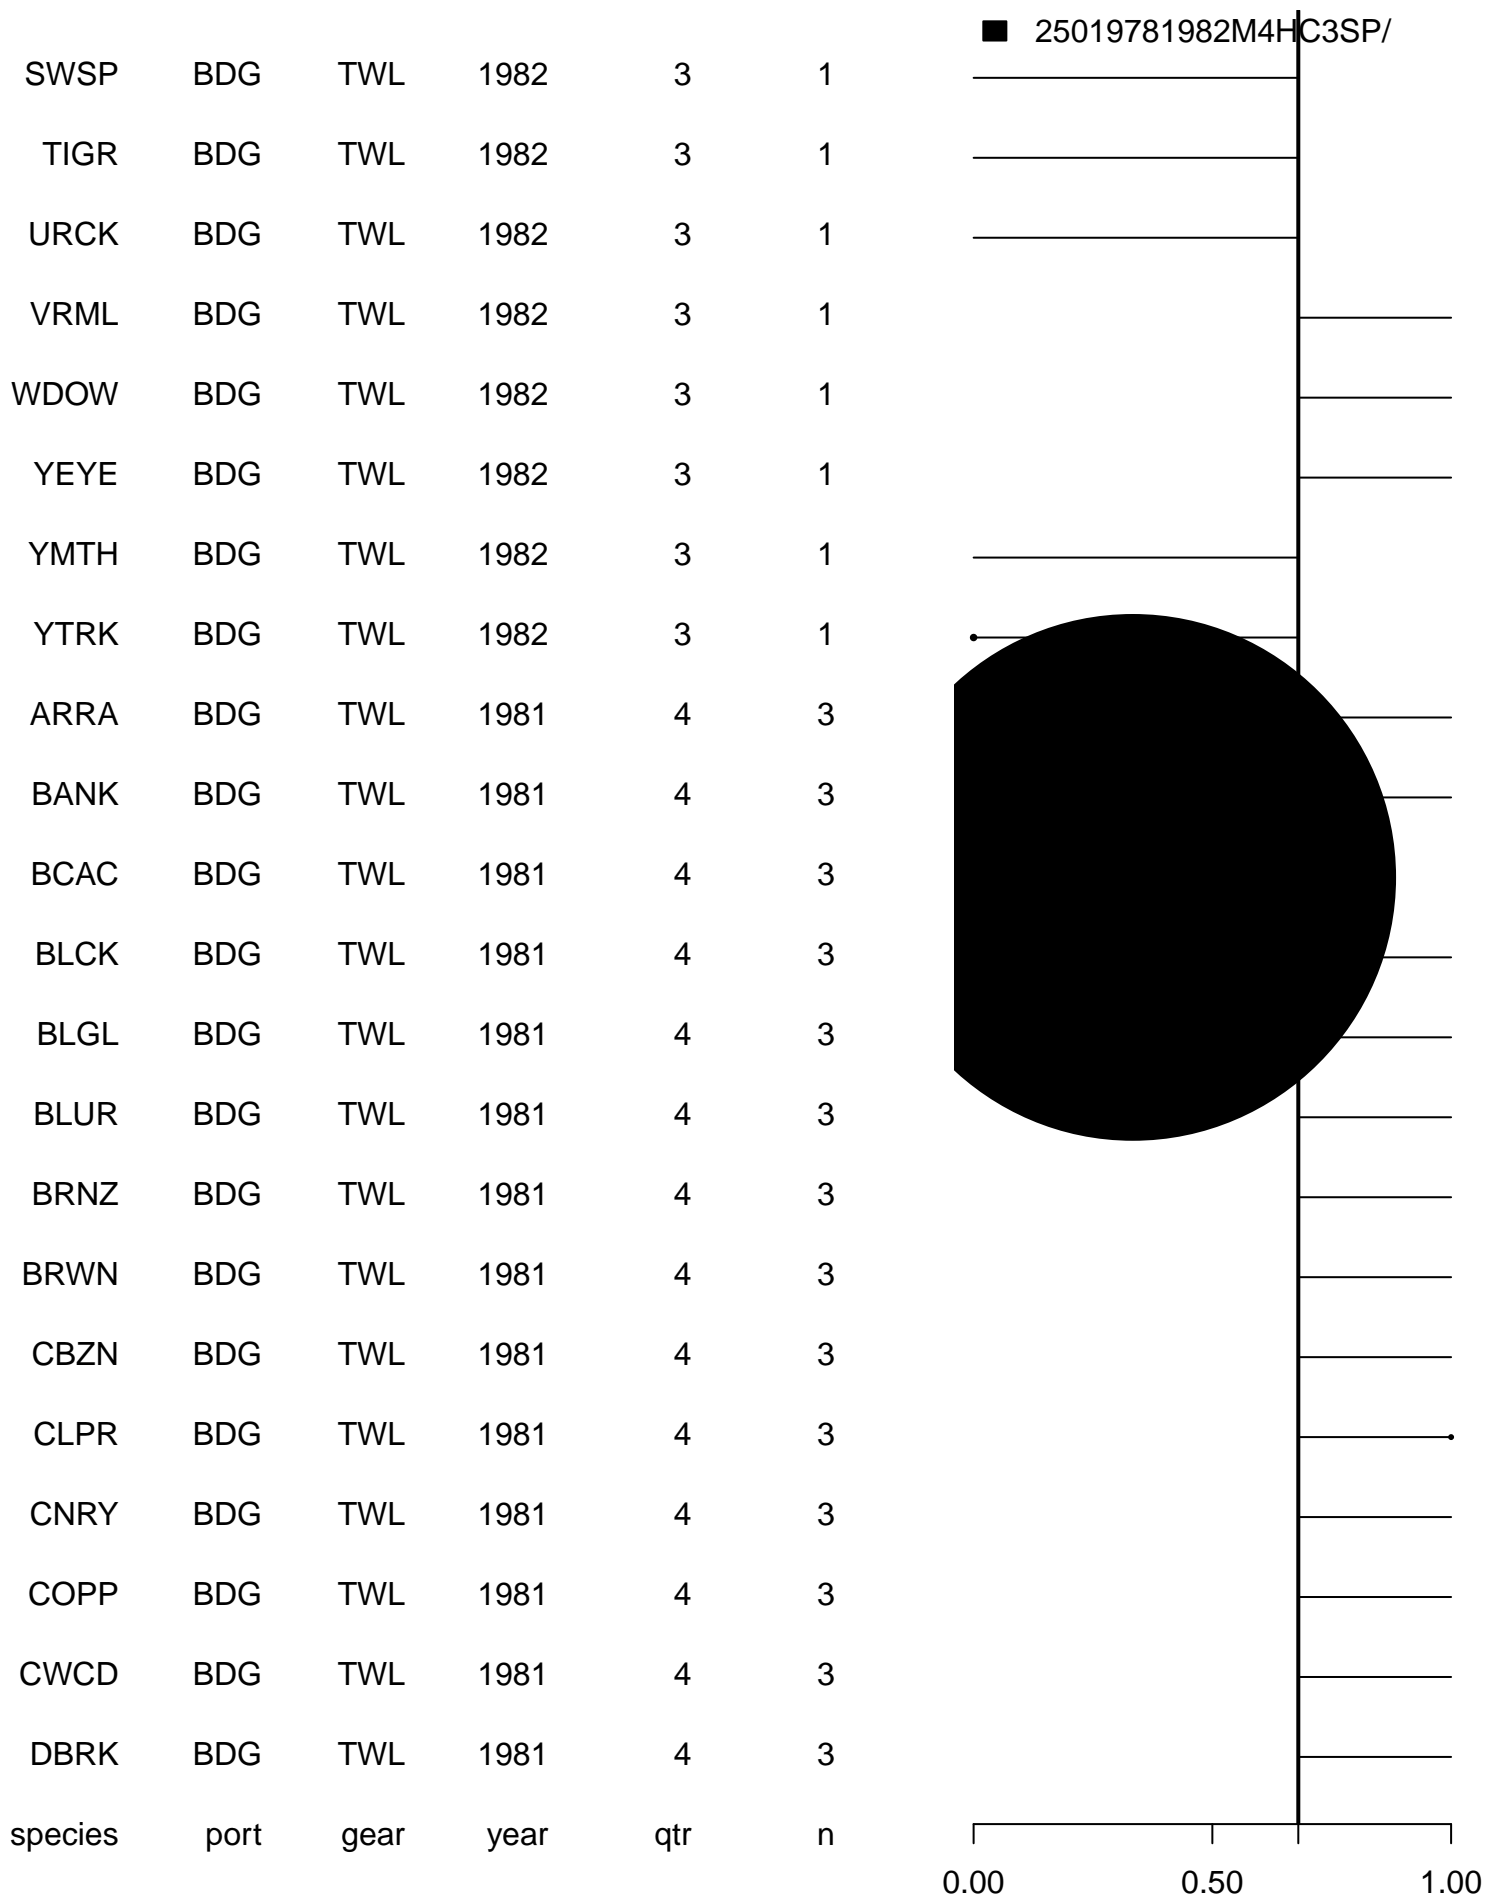 25019781982M4HC3SP/
SWSP BDG TWL 1982 3 1
TIGR BDG TWL 1982 3 1
URCK BDG TWL 1982 3 1
VRML BDG TWL 1982 3 1
WDOW BDG TWL 1982 3 1
YEYE BDG TWL 1982 3 1
YMTH BDG TWL 1982 3 1
YTRK BDG TWL 1982 3 1
ARRA BDG TWL 1981 4 3
BANK BDG TWL 1981 4 3
BCAC BDG TWL 1981 4 3
BLCK BDG TWL 1981 4 3
BLGL BDG TWL 1981 4 3
BLUR BDG TWL 1981 4 3
BRNZ BDG TWL 1981 4 3
BRWN BDG TWL 1981 4 3
CBZN BDG TWL 1981 4 3
CLPR BDG TWL 1981 4 3
CNRY BDG TWL 1981 4 3
COPP BDG TWL 1981 4 3
CWCD BDG TWL 1981 4 3
DBRK BDG TWL 1981 4 3
species port gear year qtr n
0.00 0.50 1.00